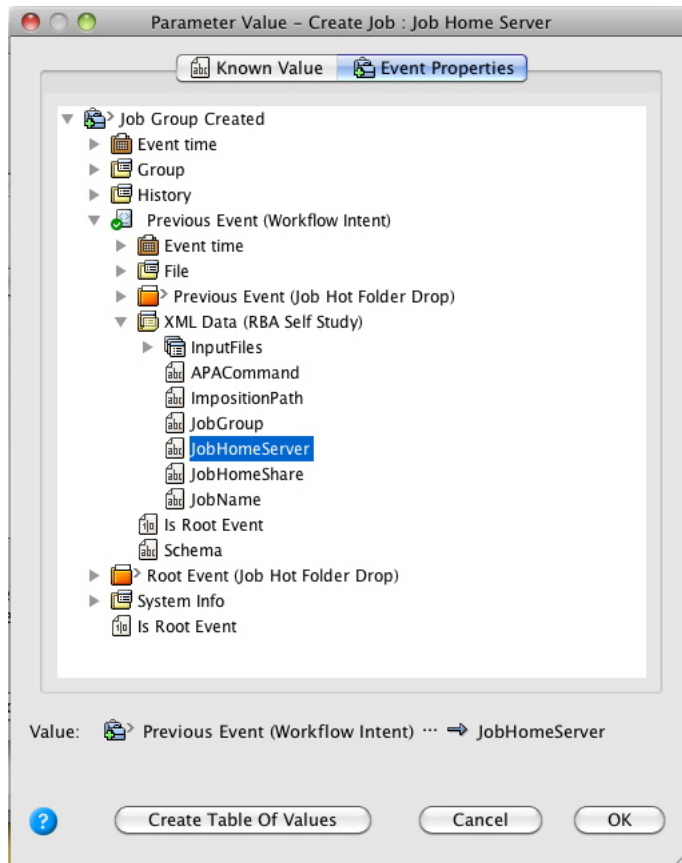 Parameter Value – Create Job : Job Home Server
Known Value
Event Properties
Job Group Created
Event time
Group
History
Previous Event (Workflow Intent)
Event time
File
Previous Event (Job Hot Folder Drop)
XML Data (RBA Self Study)
InputFiles
APACommand
ImpositionPath
JobGroup
JobHomeServer
JobHomeShare
JobName
Is Root Event
Schema
Root Event (Job Hot Folder Drop)
System Info
Is Root Event
Value: Previous Event (Workflow Intent) ··· ⇒ JobHomeServer
? Create Table Of Values Cancel OK